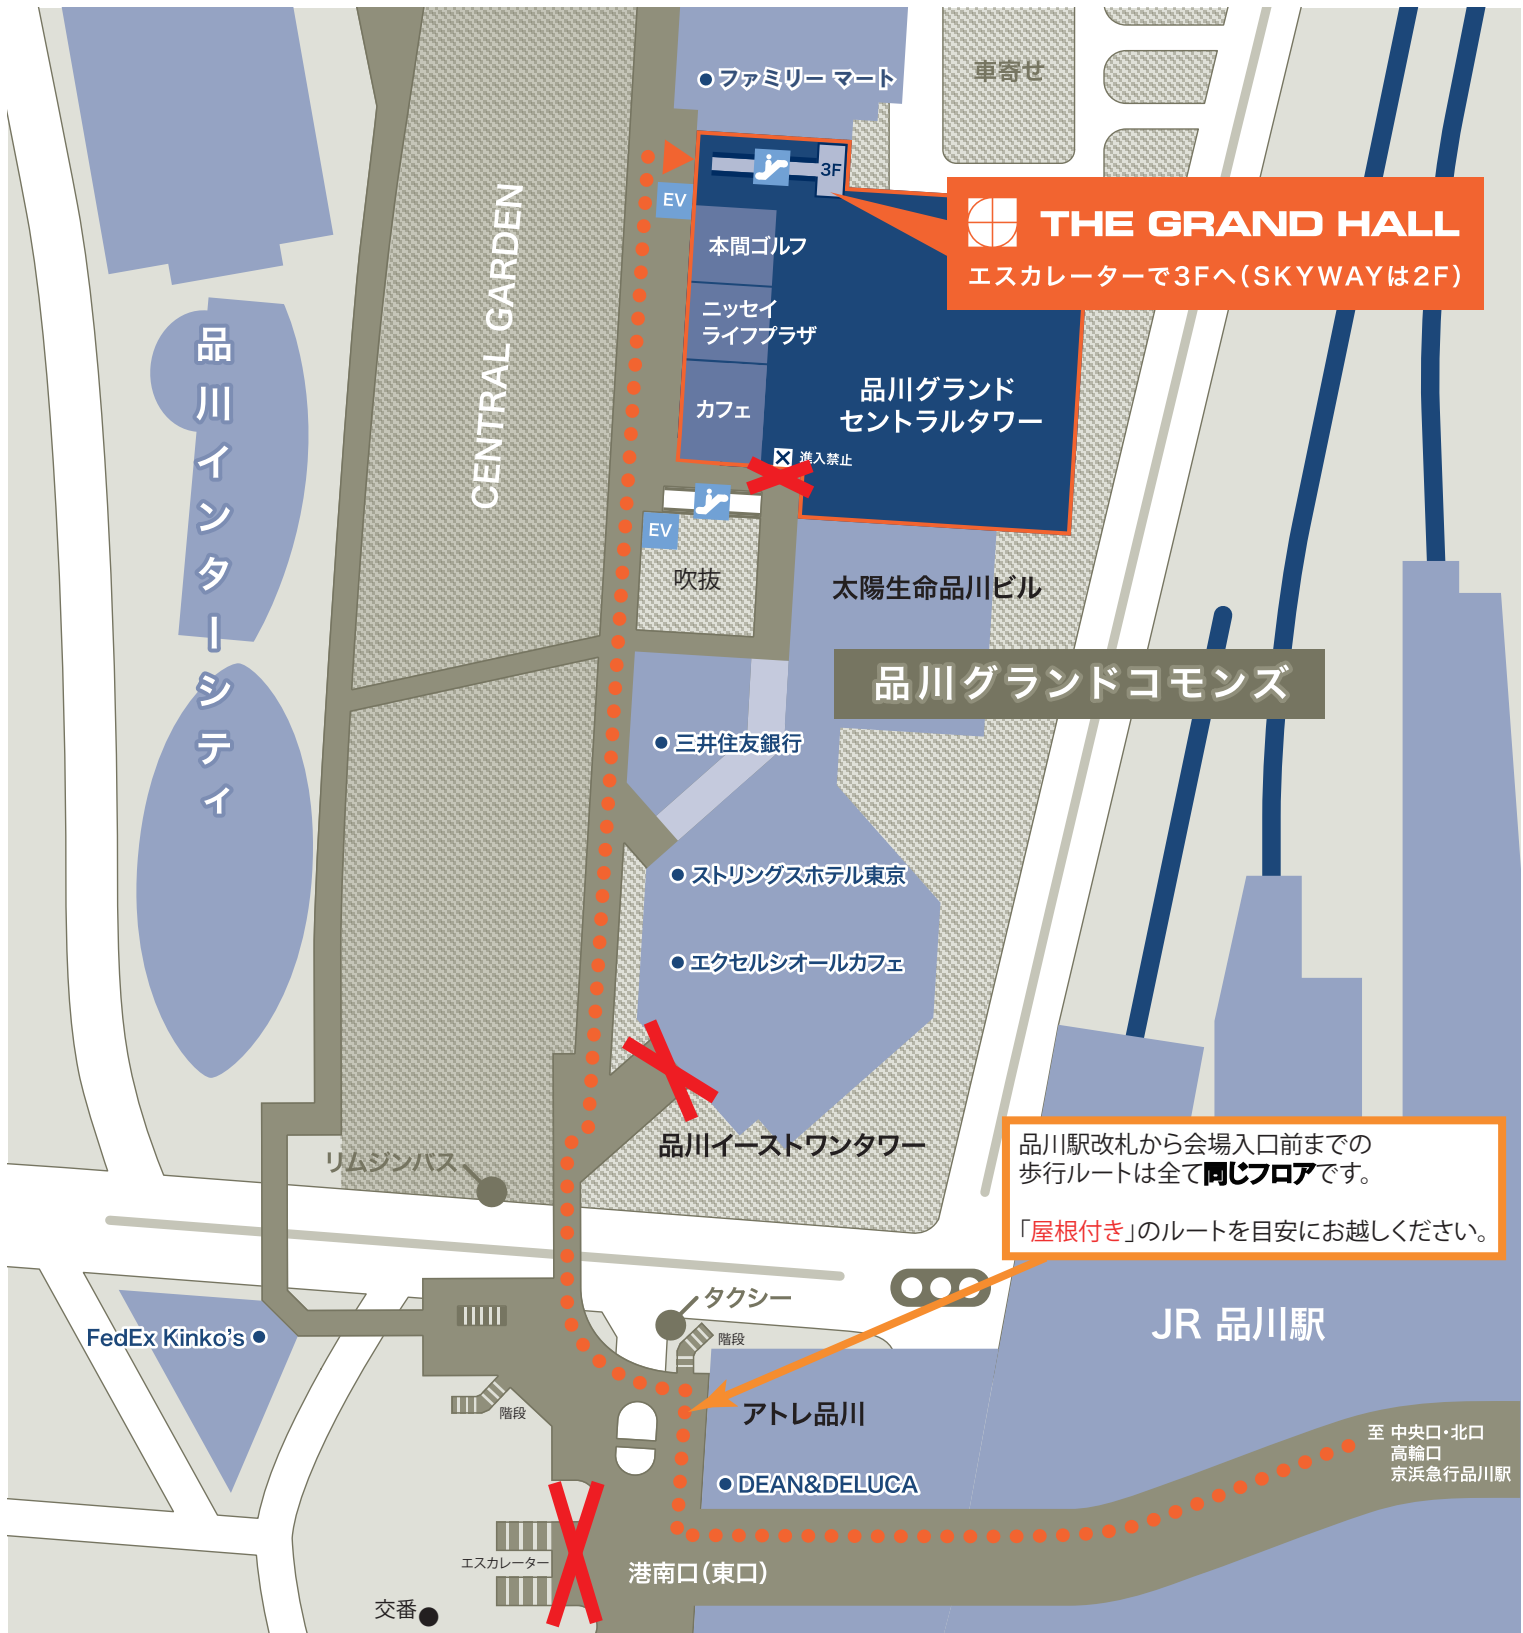 ファミリー マート
車寄せ
3F
EV
THE GRAND HALL
エスカレーターで3Fへ(SKYWAYは2F)
CENTRAL GARDEN
本間ゴルフ
ニッセイ
ライフプラザ
カフェ
品川グランド
セントラルタワー
進入禁止
EV
吹抜
太陽生命品川ビル
品川インターシティ
品川グランドコモンズ
三井住友銀行
ストリングスホテル東京
エクセルシオールカフェ
品川イーストワンタワー
リムジンバス
品川駅改札から会場入口前までの
歩行ルートは全て同じフロアです。
「屋根付き」のルートを目安にお越しください。
タクシー
階段
FedEx Kinko's
JR 品川駅
階段
アトレ品川
DEAN&DELUCA
至 中央口・北口
高輪口
京浜急行品川駅
エスカレーター
港南口(東口)
交番